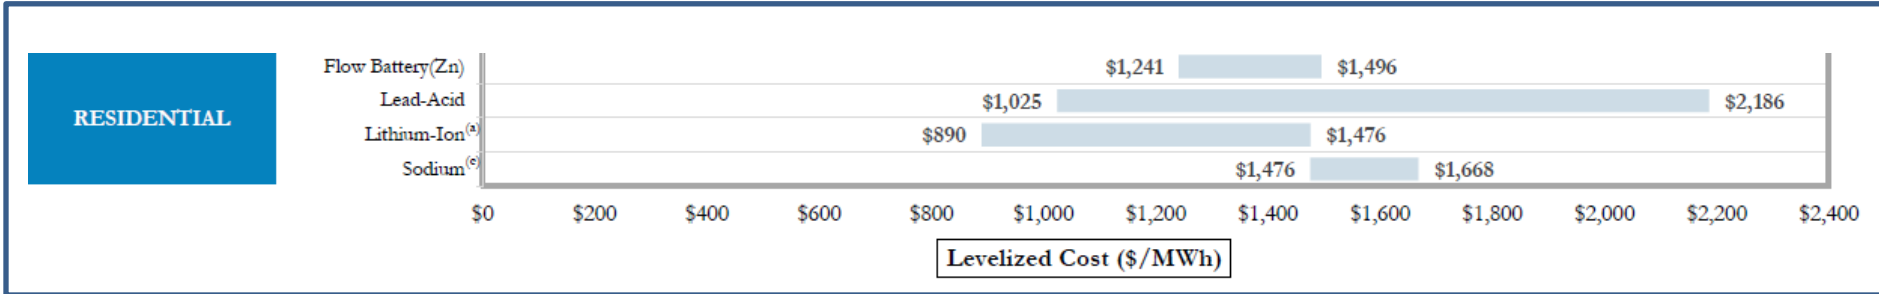 RESIDENTIAL
Flow Battery(Zn) $1,241 $1,496
Lead-Acid $1,025 $2,186
Lithium-Ion(a) $890 $1,476
Sodium(e) $1,476 $1,668
$0 $200 $400 $600 $800 $1,000 $1,200 $1,400 $1,600 $1,800 $2,000 $2,200 $2,400
Levelized Cost ($/MWh)